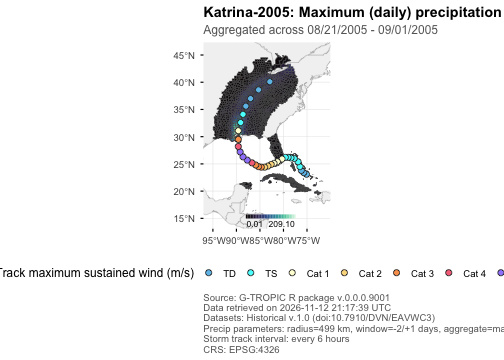 Katrina-2005: Maximum (daily) precipitation
Aggregated across 08/21/2005 - 09/01/2005
45°N
40°N
35°N
30°N
25°N
20°N
15°N
0.01 209.10
95°W 90°W 85°W 80°W 75°W
Track maximum sustained wind (m/s) TD TS Cat 1 Cat 2 Cat 3 Cat 4
Source: G-TROPIC R package v.0.0.0.9001
Data retrieved on 2026-11-12 21:17:39 UTC
Datasets: Historical v.1.0 (doi:10.7910/DVN/EAVWC3)
Precip parameters: radius=499 km, window=-2/+1 days, aggregate=ma
Storm track interval: every 6 hours
CRS: EPSG:4326